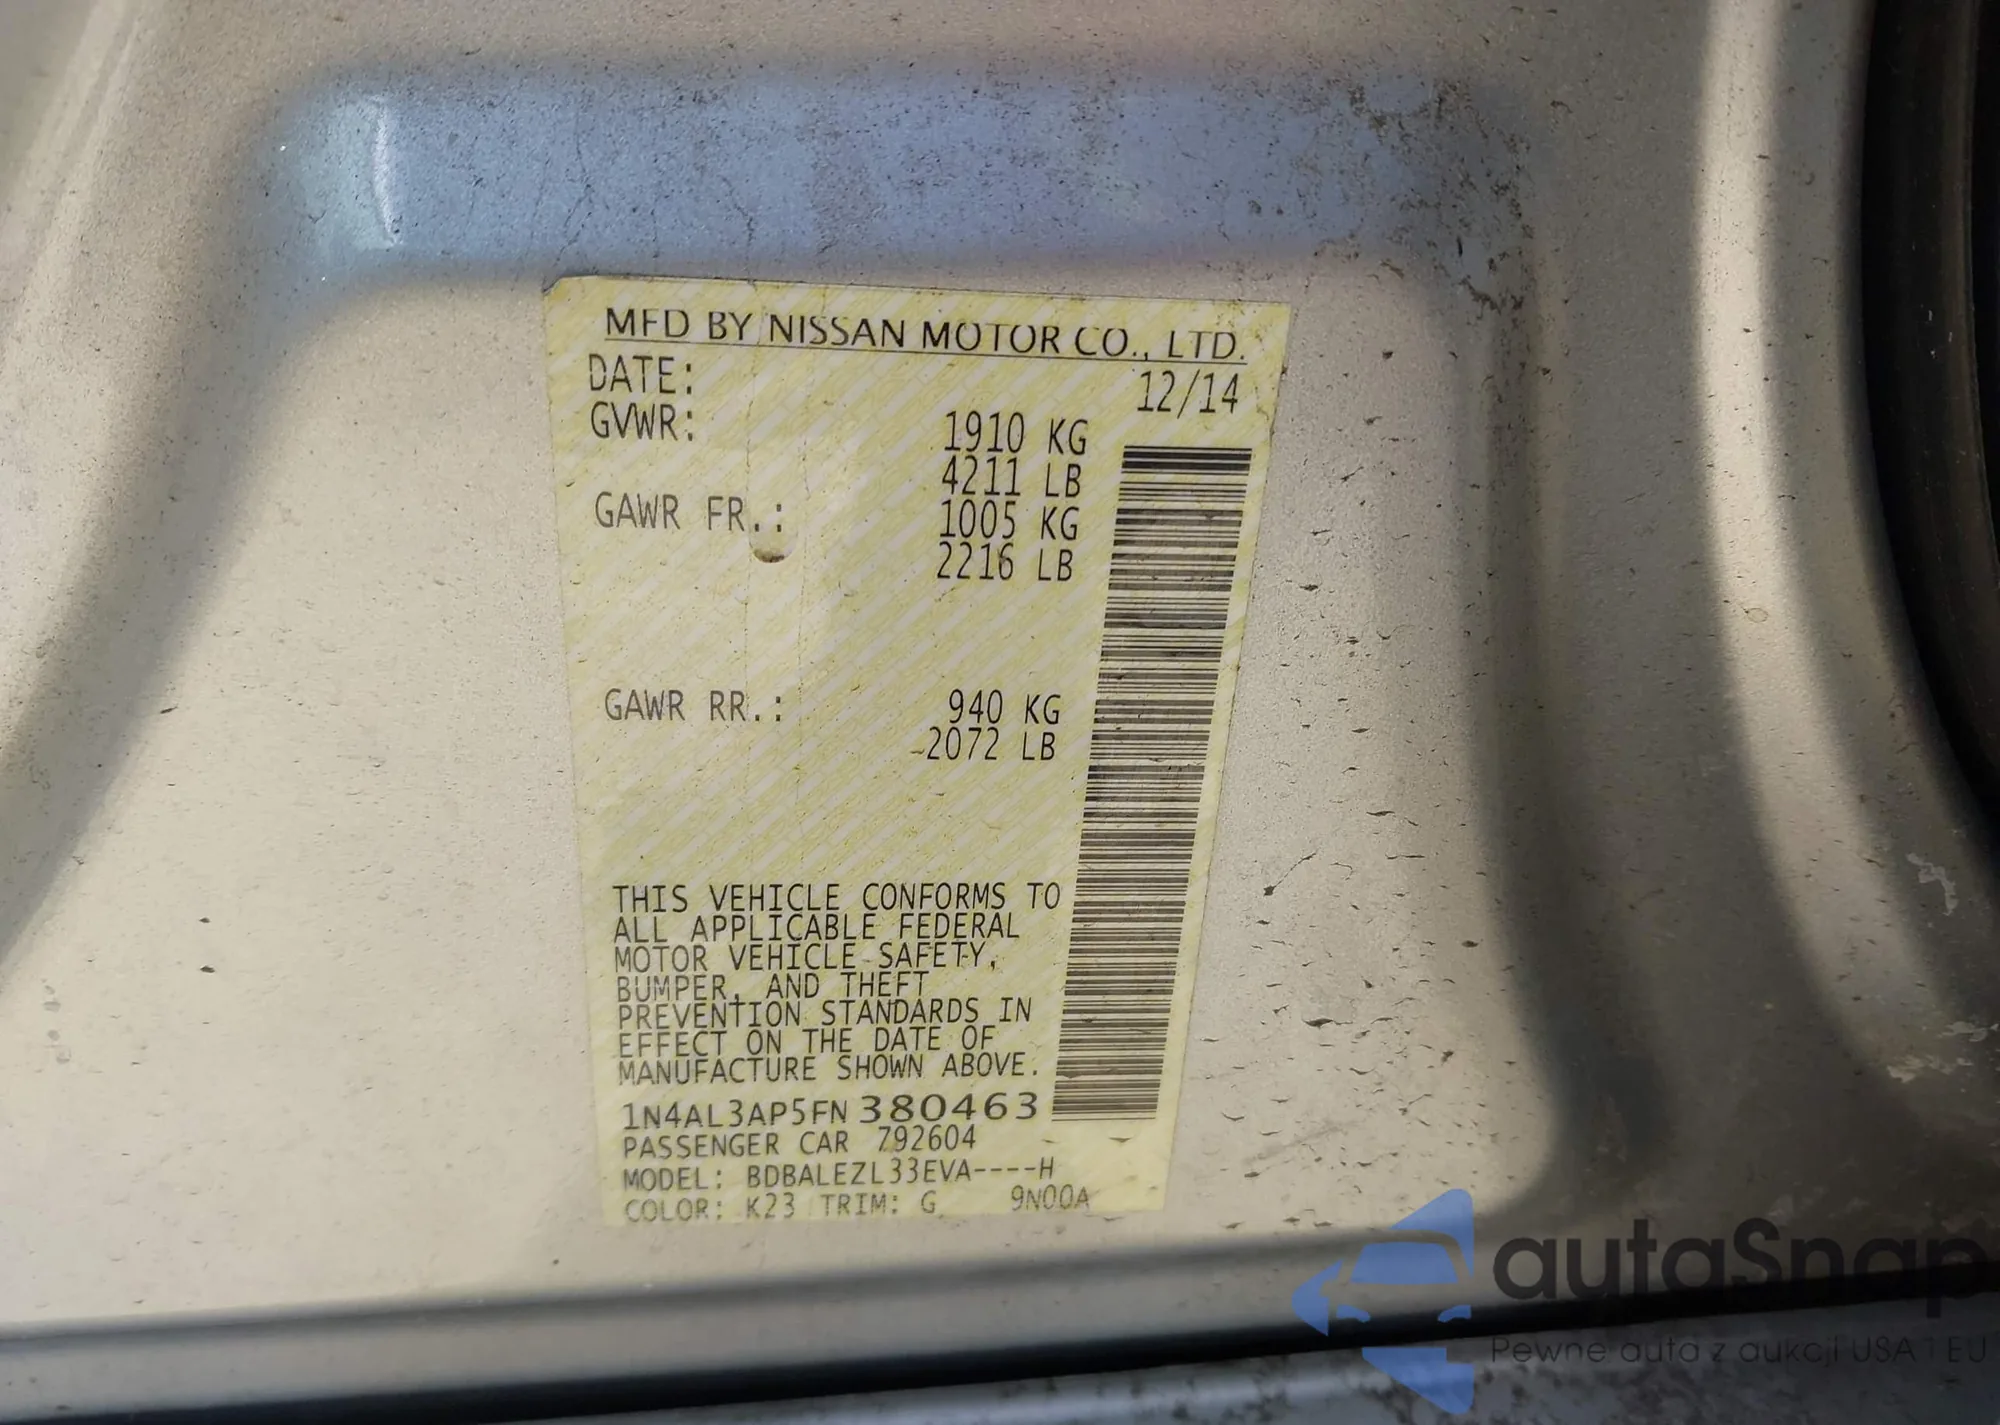 MFD BY NISSAN MOTOR CO., LTD.
DATE: 12/14
GVWR: 1910 KG
4211 LB
GAWR FR.: 1005 KG
2216 LB
GAWR RR.: 940 KG
2072 LB
THIS VEHICLE CONFORMS TO
ALL APPLICABLE FEDERAL
MOTOR VEHICLE SAFETY,
BUMPER, AND THEFT
PREVENTION STANDARDS IN
EFFECT ON THE DATE OF
MANUFACTURE SHOWN ABOVE.
1N4AL3AP5FN380463
PASSENGER CAR 792604
MODEL: BDBALEZL33EVA----H
COLOR: K23 TRIM: G 9N00A
autaSnap
Pewne auta z aukcji USA i EU